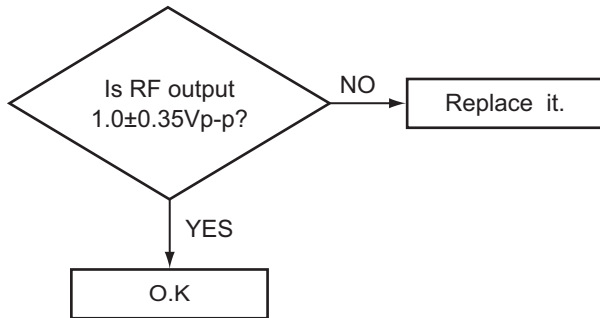 Is RF output
1.0±0.35Vp-p?
NO
Replace it.
YES
O.K